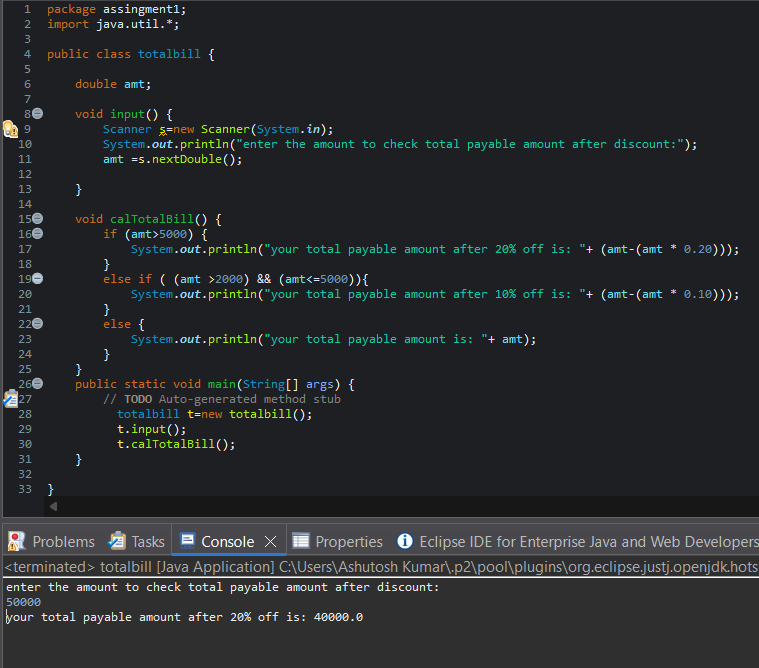 1 package assingment1;
2 import java.util.*;
3
4 public class totalbill {
5
6 double amt;
7
8 void input() {
9 Scanner s=new Scanner(System.in);
10 System.out.println("enter the amount to check total payable amount after discount:");
11 amt =s.nextDouble();
12
13 }
14
15 void calTotalBill() {
16 if (amt>5000) {
17 System.out.println("your total payable amount after 20% off is: "+ (amt-(amt * 0.20)));
18 }
19 else if ( (amt >2000) && (amt<=5000)){
20 System.out.println("your total payable amount after 10% off is: "+ (amt-(amt * 0.10)));
21 }
22 else {
23 System.out.println("your total payable amount is: "+ amt);
24 }
25 }
26 public static void main(String[] args) {
27 // TODO Auto-generated method stub
28 totalbill t=new totalbill();
29 t.input();
30 t.calTotalBill();
31 }
32
33 }
Problems Tasks Console Properties Eclipse IDE for Enterprise Java and Web Developers
<terminated> totalbill [Java Application] C:\Users\Ashutosh Kumar\.p2\pool\plugins\org.eclipse.justj.openjdk.hots
enter the amount to check total payable amount after discount:
50000
your total payable amount after 20% off is: 40000.0